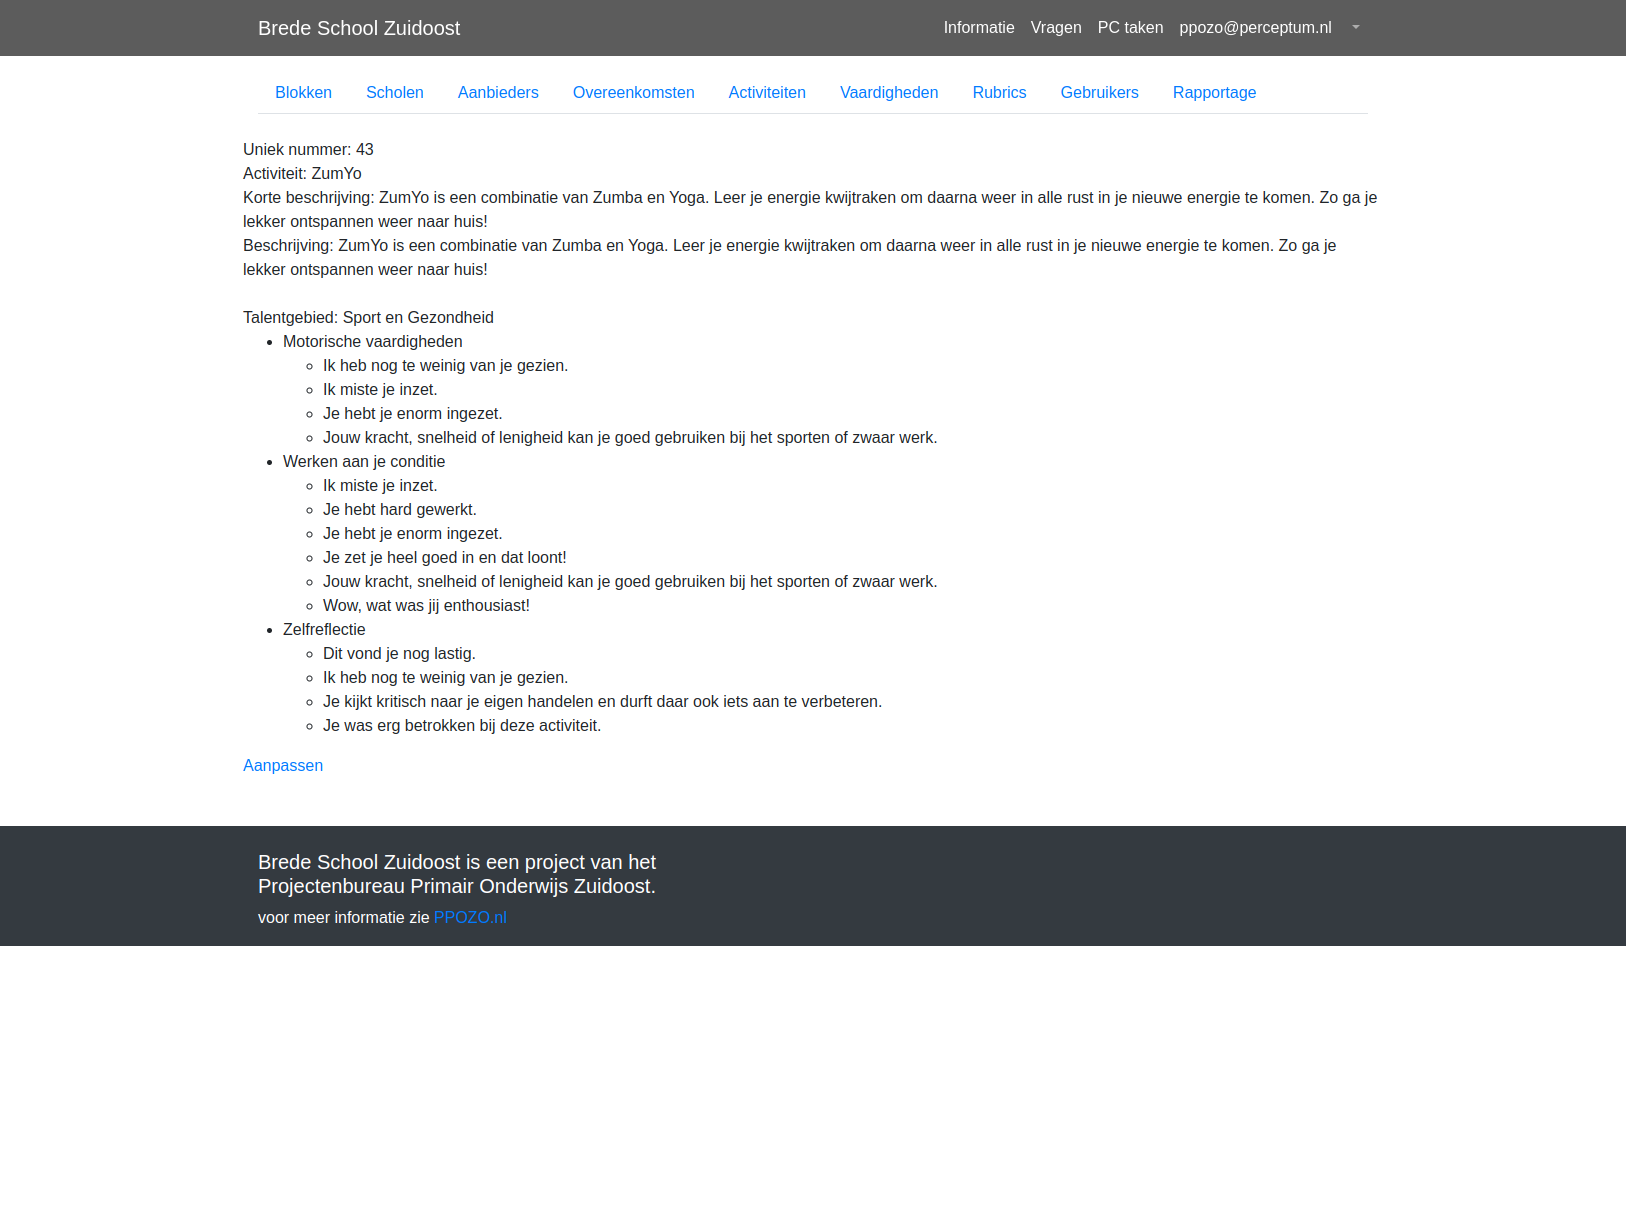 Brede School Zuidoost
Informatie Vragen PC taken ppozo@perceptum.nl
Blokken Scholen Aanbieders Overeenkomsten Activiteiten Vaardigheden Rubrics Gebruikers Rapportage
Uniek nummer: 43
Activiteit: ZumYo
Korte beschrijving: ZumYo is een combinatie van Zumba en Yoga. Leer je energie kwijtraken om daarna weer in alle rust in je nieuwe energie te komen. Zo ga je
lekker ontspannen weer naar huis!
Beschrijving: ZumYo is een combinatie van Zumba en Yoga. Leer je energie kwijtraken om daarna weer in alle rust in je nieuwe energie te komen. Zo ga je
lekker ontspannen weer naar huis!
Talentgebied: Sport en Gezondheid
Motorische vaardigheden
Ik heb nog te weinig van je gezien.
Ik miste je inzet.
Je hebt je enorm ingezet.
Jouw kracht, snelheid of lenigheid kan je goed gebruiken bij het sporten of zwaar werk.
Werken aan je conditie
Ik miste je inzet.
Je hebt hard gewerkt.
Je hebt je enorm ingezet.
Je zet je heel goed in en dat loont!
Jouw kracht, snelheid of lenigheid kan je goed gebruiken bij het sporten of zwaar werk.
Wow, wat was jij enthousiast!
Zelfreflectie
Dit vond je nog lastig.
Ik heb nog te weinig van je gezien.
Je kijkt kritisch naar je eigen handelen en durft daar ook iets aan te verbeteren.
Je was erg betrokken bij deze activiteit.
Aanpassen
Brede School Zuidoost is een project van het
Projectenbureau Primair Onderwijs Zuidoost.
voor meer informatie zie PPOZO.nl